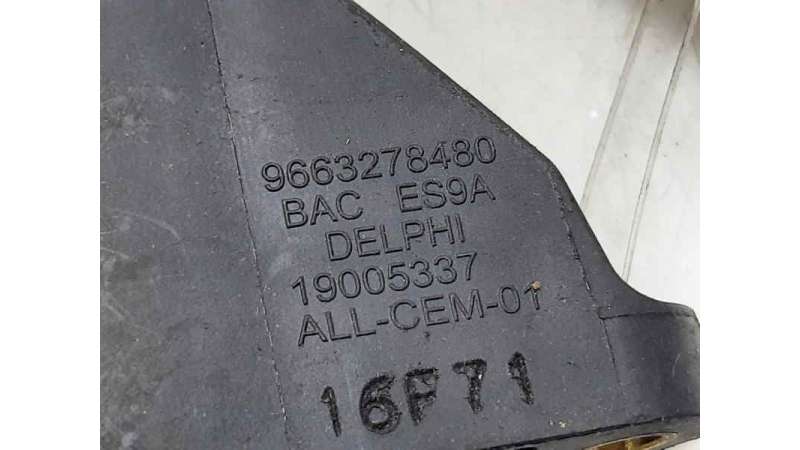 9663278480
BAC ES9A
DELPHI
19005337
ALL-CEM-01
16F71